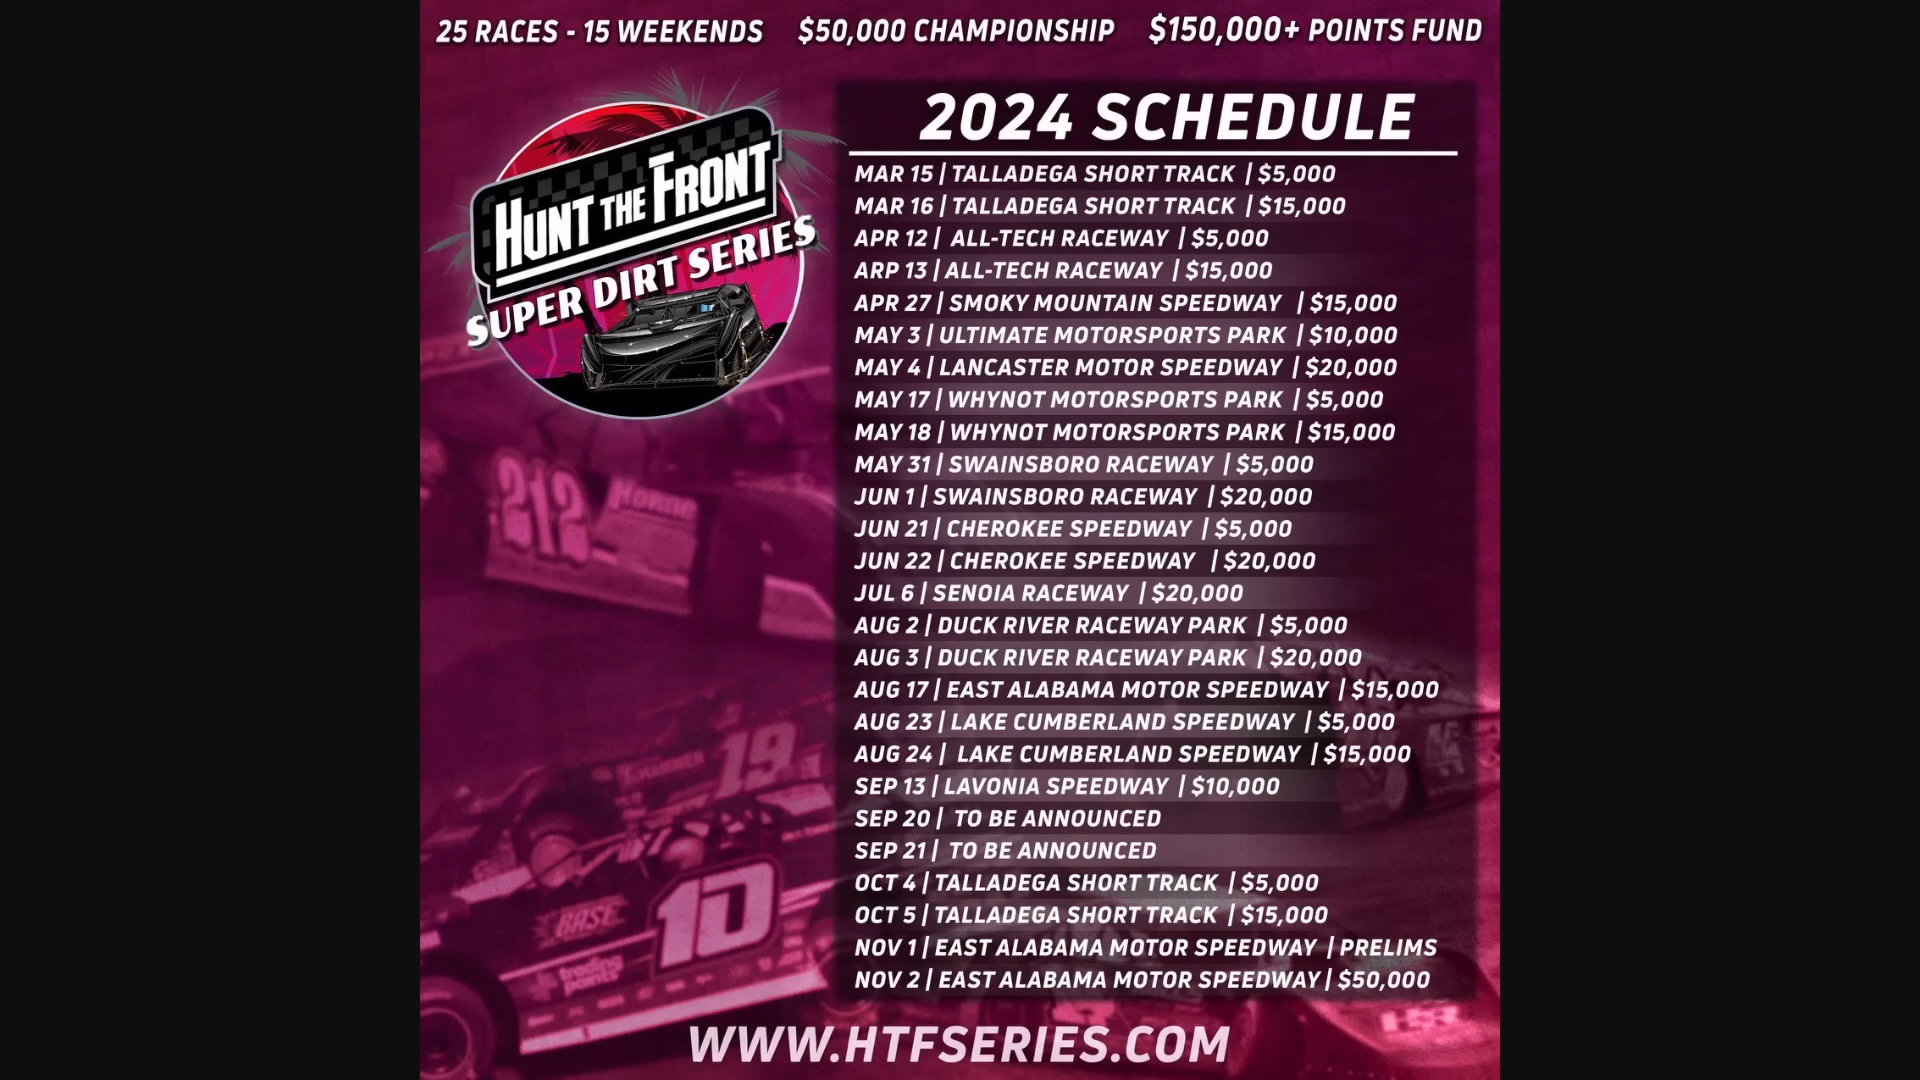 25 RACES - 15 WEEKENDS $50,000 CHAMPIONSHIP $150,000+ POINTS FUND
HUNT THE FRONT
SUPER DIRT SERIES
2024 SCHEDULE
MAR 15 | TALLADEGA SHORT TRACK | $5,000
MAR 16 | TALLADEGA SHORT TRACK | $15,000
APR 12 | ALL-TECH RACEWAY | $5,000
ARP 13 | ALL-TECH RACEWAY | $15,000
APR 27 | SMOKY MOUNTAIN SPEEDWAY | $15,000
MAY 3 | ULTIMATE MOTORSPORTS PARK | $10,000
MAY 4 | LANCASTER MOTOR SPEEDWAY | $20,000
MAY 17 | WHYNOT MOTORSPORTS PARK | $5,000
MAY 18 | WHYNOT MOTORSPORTS PARK | $15,000
MAY 31 | SWAINSBORO RACEWAY | $5,000
JUN 1 | SWAINSBORO RACEWAY | $20,000
JUN 21 | CHEROKEE SPEEDWAY | $5,000
JUN 22 | CHEROKEE SPEEDWAY | $20,000
JUL 6 | SENOIA RACEWAY | $20,000
AUG 2 | DUCK RIVER RACEWAY PARK | $5,000
AUG 3 | DUCK RIVER RACEWAY PARK | $20,000
AUG 17 | EAST ALABAMA MOTOR SPEEDWAY | $15,000
AUG 23 | LAKE CUMBERLAND SPEEDWAY | $5,000
AUG 24 | LAKE CUMBERLAND SPEEDWAY | $15,000
SEP 13 | LAVONIA SPEEDWAY | $10,000
SEP 20 | TO BE ANNOUNCED
SEP 21 | TO BE ANNOUNCED
OCT 4 | TALLADEGA SHORT TRACK | $5,000
OCT 5 | TALLADEGA SHORT TRACK | $15,000
NOV 1 | EAST ALABAMA MOTOR SPEEDWAY | PRELIMS
NOV 2 | EAST ALABAMA MOTOR SPEEDWAY | $50,000
212
HORNE
19
BASE
1D
WWW.HTFSERIES.COM